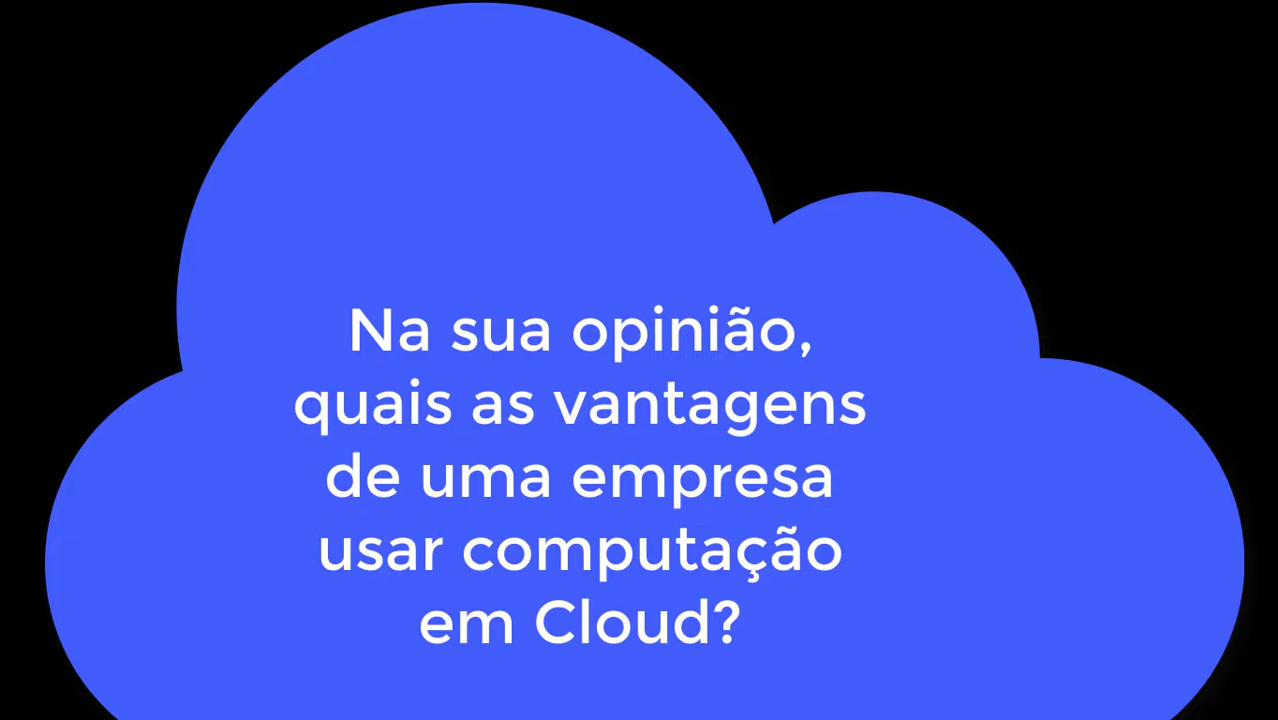 Na sua opinião,
quais as vantagens
de uma empresa
usar computação
em Cloud?